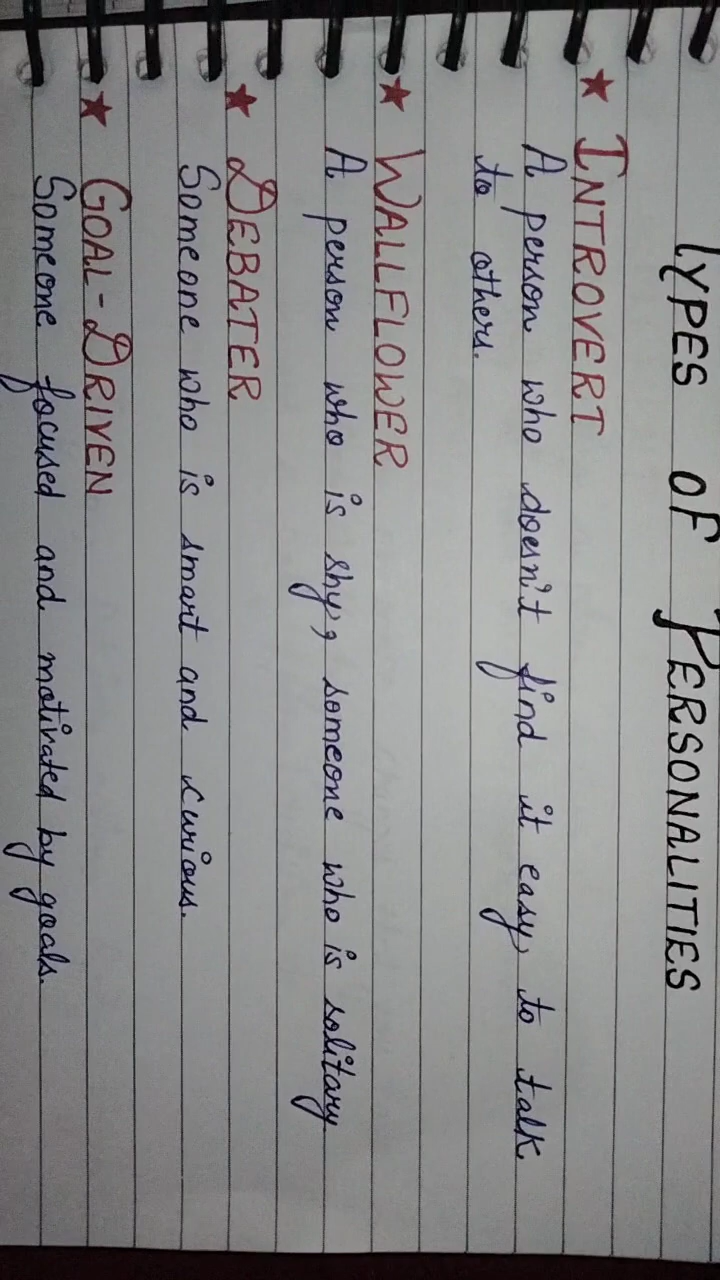 TYPES OF PERSONALITIES
★ INTROVERT
A person who doesn't find it easy, to talk
to others.
★ WALLFLOWER
A person who is shy, someone who is solitary
★ DEBATER
Someone who is smart and curious.
★ GOAL-DRIVEN
Someone focused and motivated by goals.